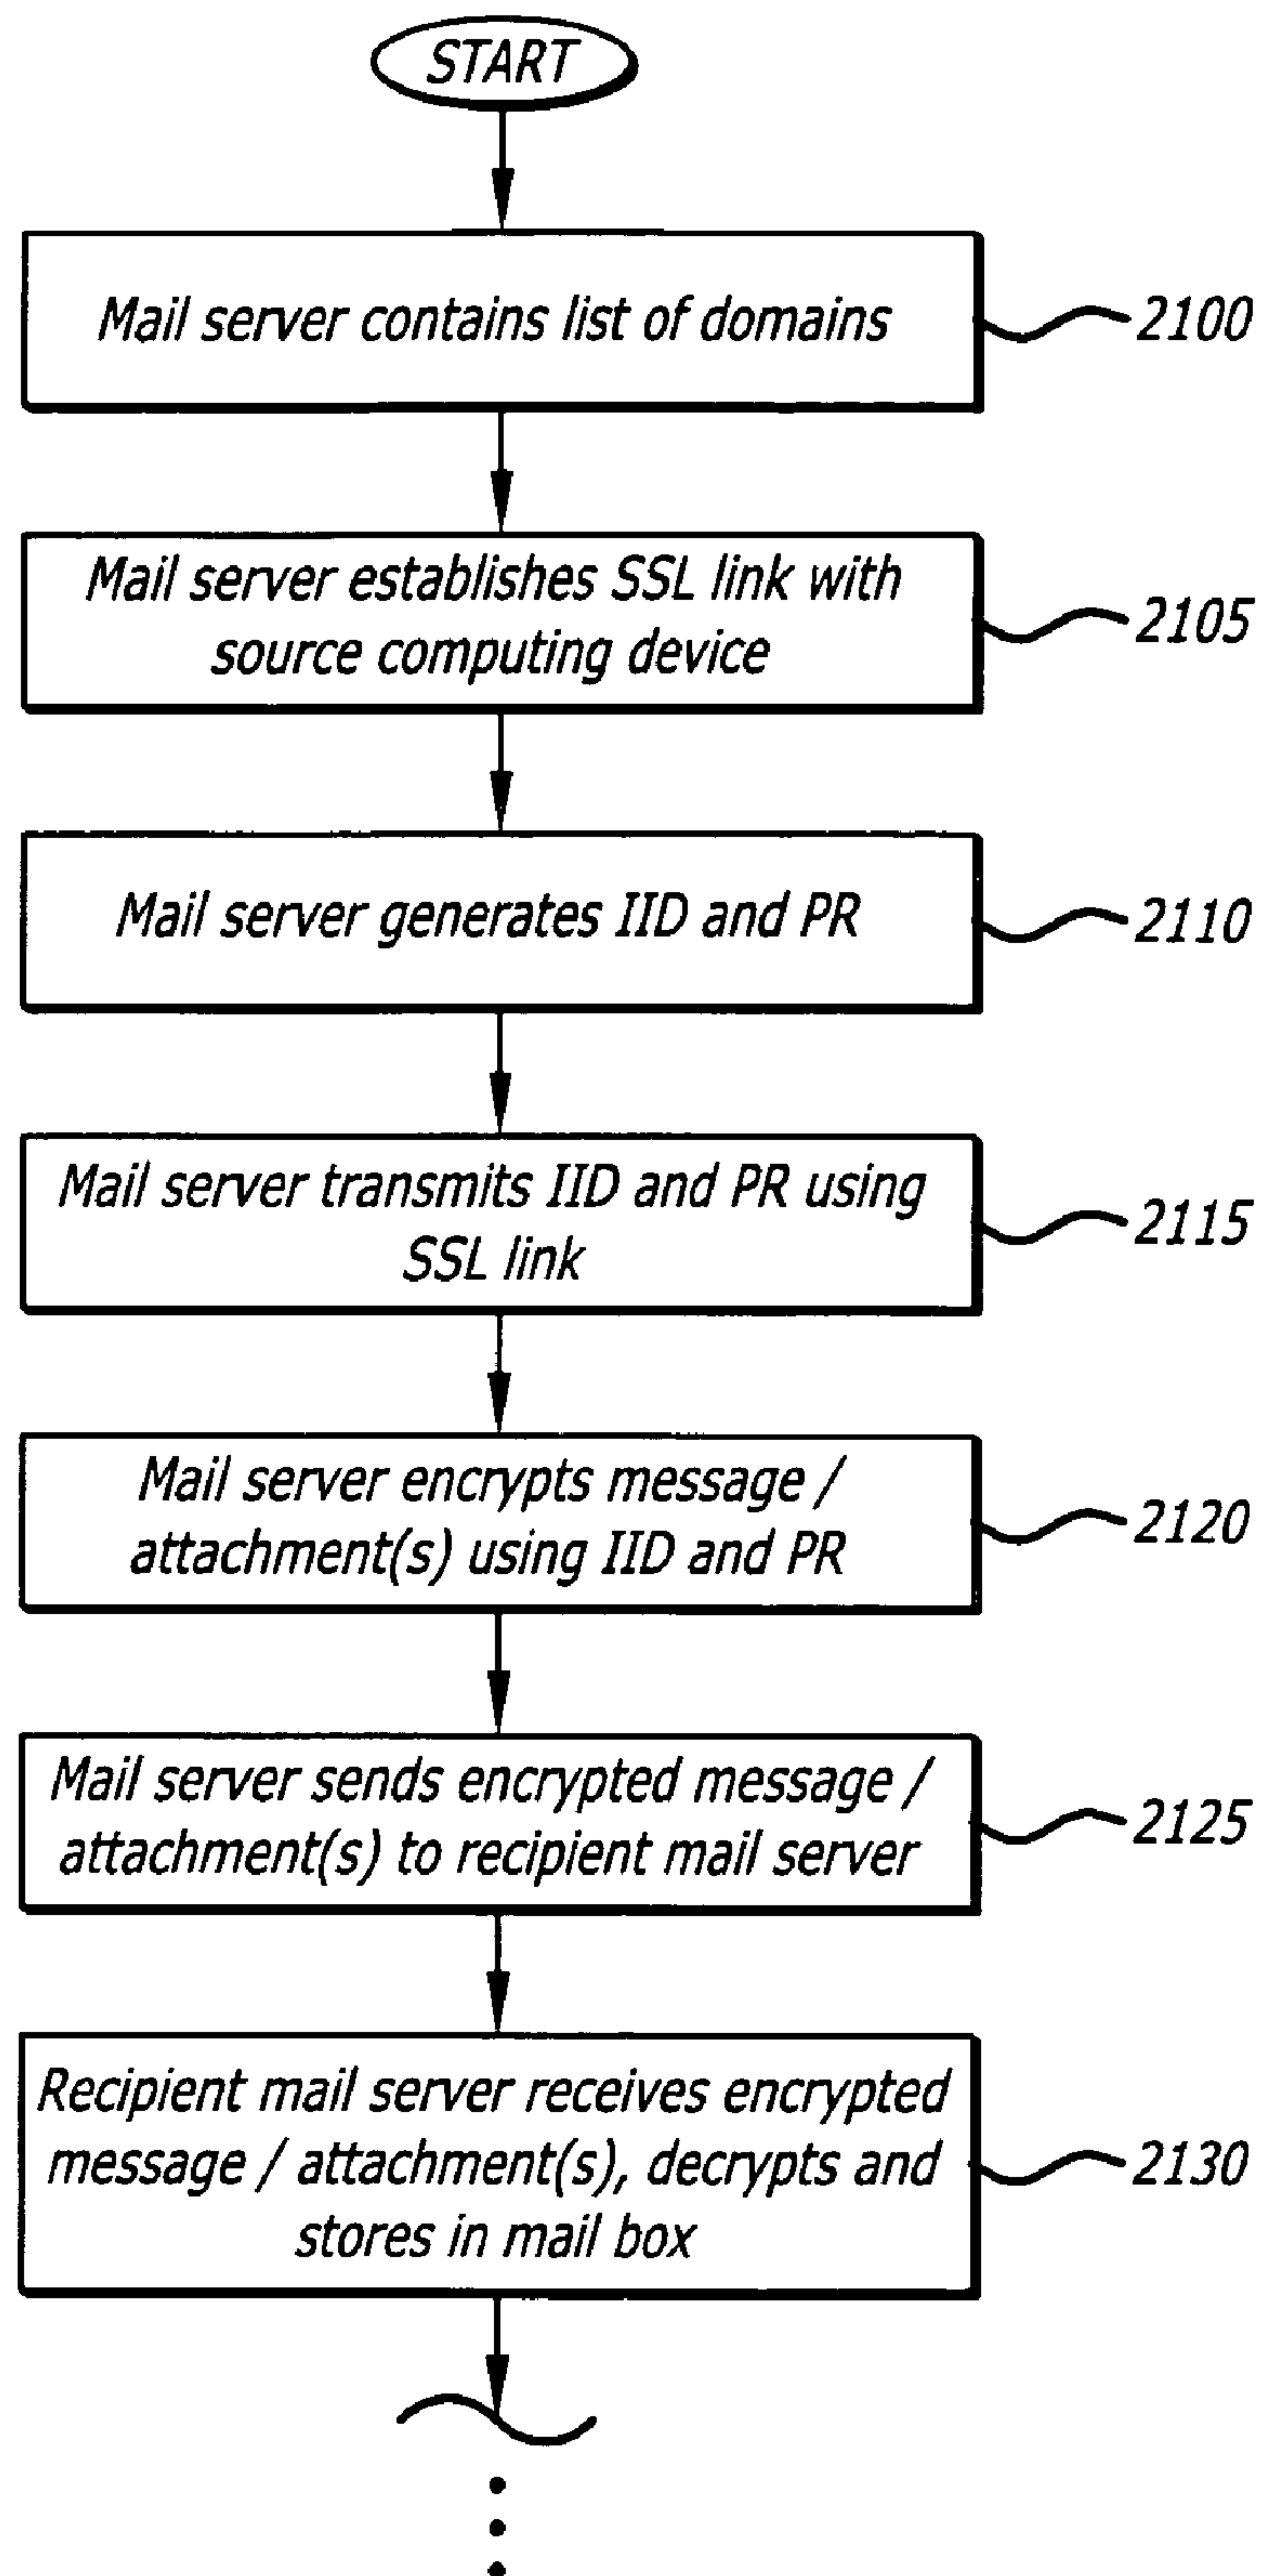 START
Mail server contains list of domains
2100
Mail server establishes SSL link with
source computing device
2105
Mail server generates IID and PR
2110
Mail server transmits IID and PR using
SSL link
2115
Mail server encrypts message /
attachment(s) using IID and PR
2120
Mail server sends encrypted message /
attachment(s) to recipient mail server
2125
Recipient mail server receives encrypted
message / attachment(s), decrypts and
stores in mail box
2130